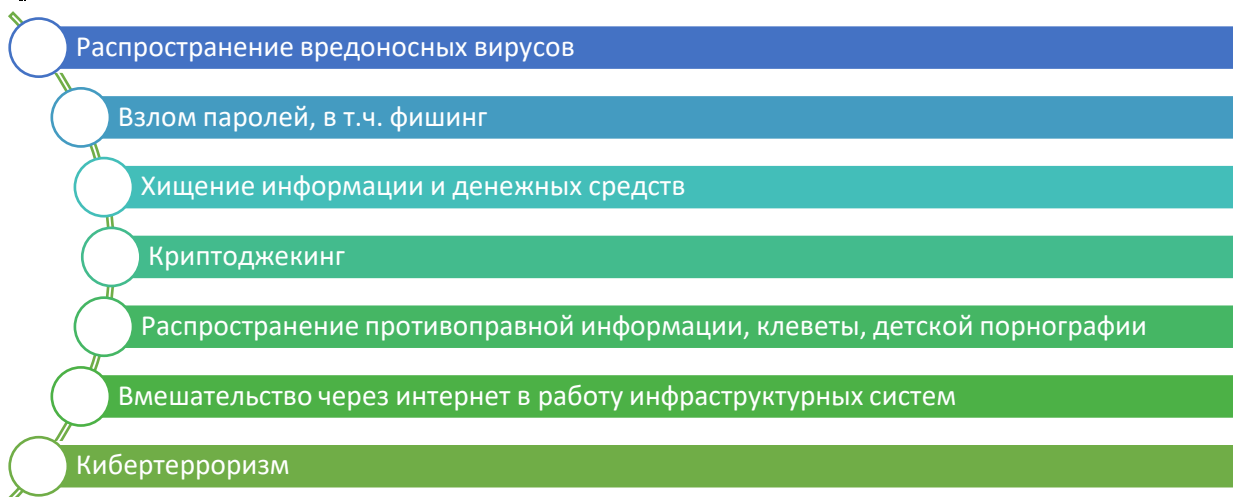 Распространение вредоносных вирусов
Взлом паролей, в т.ч. фишинг
Хищение информации и денежных средств
Криптоджекинг
Распространение противоправной информации, клеветы, детской порнографии
Вмешательство через интернет в работу инфраструктурных систем
Кибертерроризм